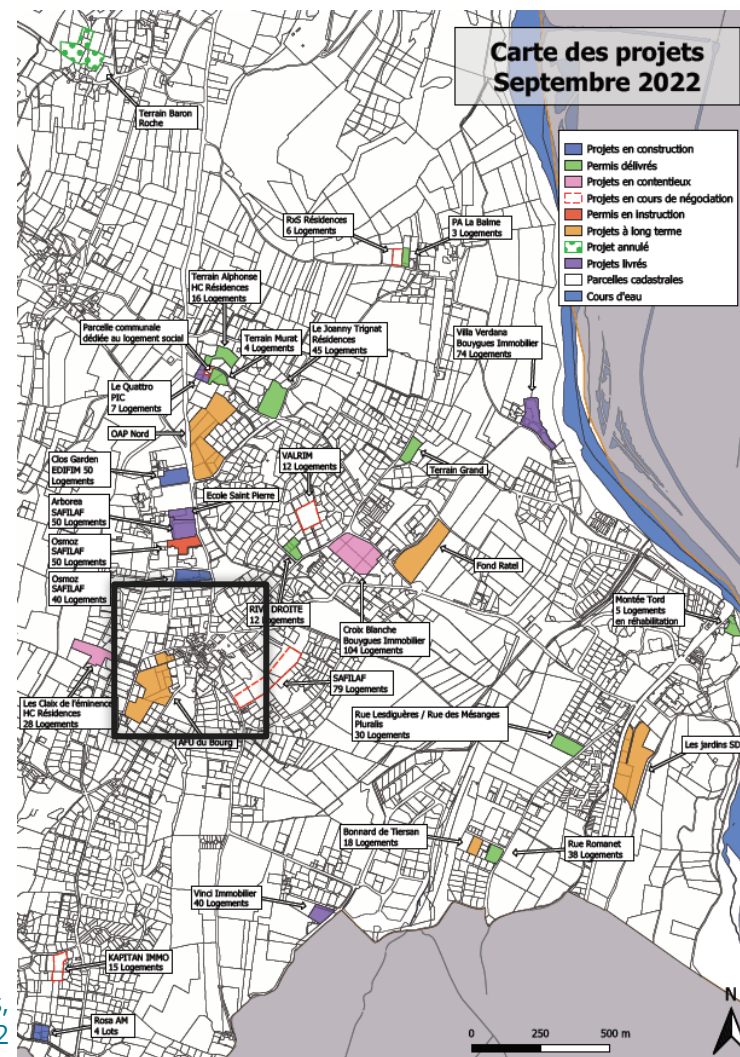 Carte des projets
Septembre 2022
Projets en construction
Permis délivrés
Projets en contentieux
Projets en cours de négociation
Permis en instruction
Projets à long terme
Projet annulé
Projets livrés
Parcelles cadastrales
Cours d'eau
Terrain Baron
Roche
RxS Résidences
6 Logements
PA La Balme
3 Logements
Terrain Alphonse
HC Résidences
16 Logements
Parcelle communale
dédiée au logement social
Terrain Murat
4 Logements
Le Joanny Trignat
Résidences
45 Logements
Villa Verdana
Bouygues Immobilier
74 Logements
Le Quattro
PIC
7 Logements
OAP Nord
Clos Garden
EDIFIM 50
Logements
VALRIM
12 Logements
Terrain Grand
Arborea
SAFILAF
50 Logements
Ecole Saint Pierre
Osmoz
SAFILAF
50 Logements
Osmoz
SAFILAF
40 Logements
Fond Ratel
RIVE DROITE
12 Logements
Croix Blanche
Bouygues Immobilier
104 Logements
Montée Tord
5 Logements
en réhabilitation
SAFILAF
79 Logements
Les Claix de l'éminence
HC Résidences
28 Logements
AFU du Bourg
Rue Lesdiguères / Rue des Mésanges
Pluralis
30 Logements
Les jardins SD
Bonnard de Tiersan
18 Logements
Rue Romanet
38 Logements
Vinci Immobilier
40 Logements
KAPITAN IMMO
15 Logements
Rosa AM
4 Lots
s,
2
N
0 250 500 m